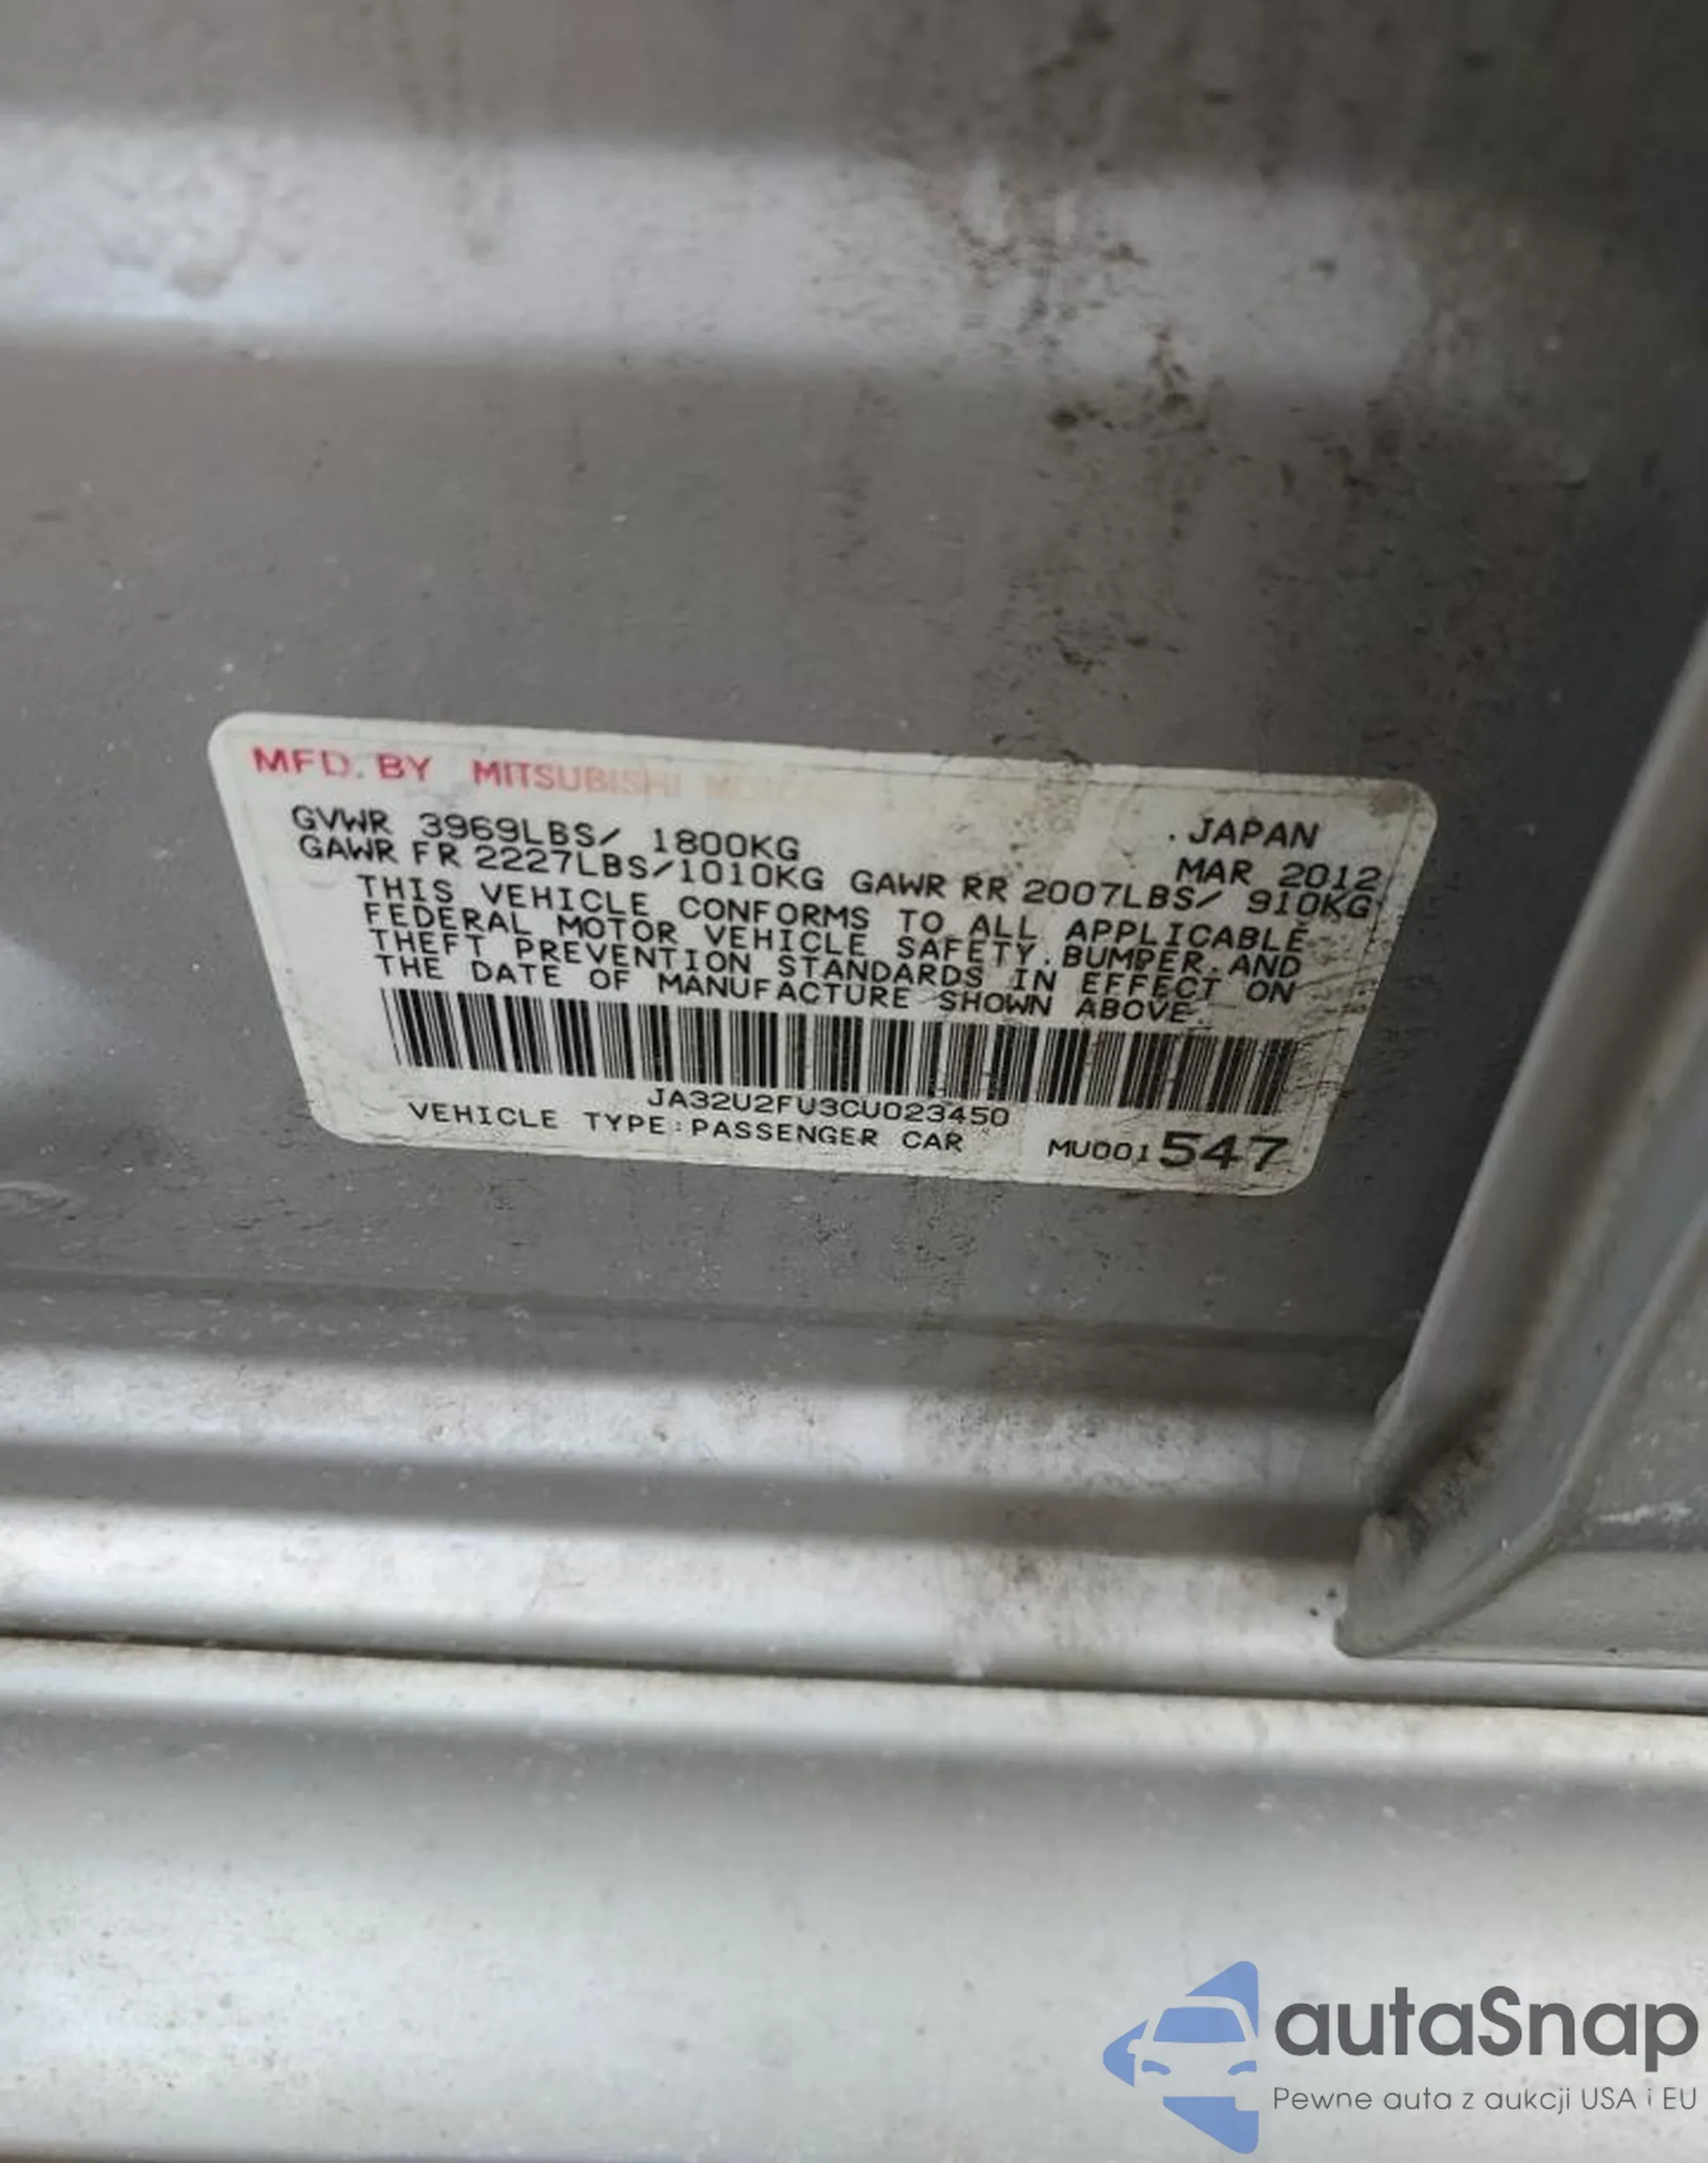 MFD. BY MITSUBISHI
. JAPAN
GVWR 3969LBS/ 1800KG
MAR 2012
GAWR FR 2227LBS/1010KG GAWR RR 2007LBS/ 910KG
THIS VEHICLE CONFORMS TO ALL APPLICABLE
FEDERAL MOTOR VEHICLE SAFETY, BUMPER, AND
THEFT PREVENTION STANDARDS IN EFFECT ON
THE DATE OF MANUFACTURE SHOWN ABOVE.
JA32U2FU3CU023450
VEHICLE TYPE:PASSENGER CAR
MU001547
autaSnap
Pewne auta z aukcji USA i EU